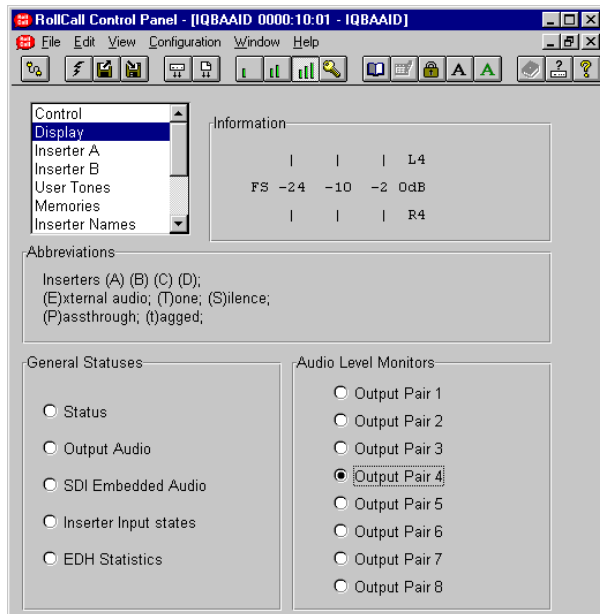 RollCall Control Panel - [IQBAAID 0000:10:01 - IQBAAID]
File Edit View Configuration Window Help
A A
Control
Display
Inserter A
Inserter B
User Tones
Memories
Inserter Names
Information
| | | L4
FS -24 -10 -2 0dB
| | | R4
Abbreviations
Inserters (A) (B) (C) (D);
(E)xternal audio; (T)one; (S)ilence;
(P)assthrough; (t)agged;
General Statuses
Status
Output Audio
SDI Embedded Audio
Inserter Input states
EDH Statistics
Audio Level Monitors
Output Pair 1
Output Pair 2
Output Pair 3
Output Pair 4
Output Pair 5
Output Pair 6
Output Pair 7
Output Pair 8